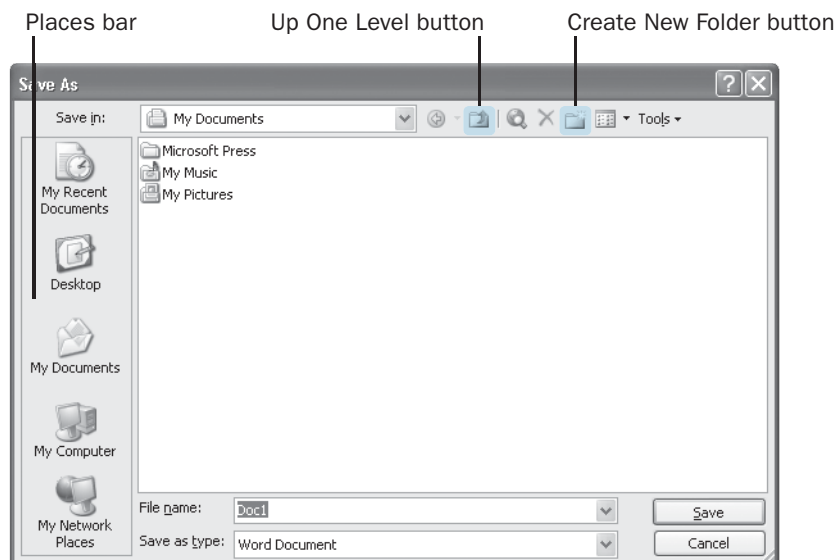 Places bar Up One Level button Create New Folder button
Save As
Save in: My Documents Tools
Microsoft Press
My Music
My Pictures
My Recent
Documents
Desktop
My Documents
My Computer
My Network
Places
File name: Doc1 Save
Save as type: Word Document Cancel